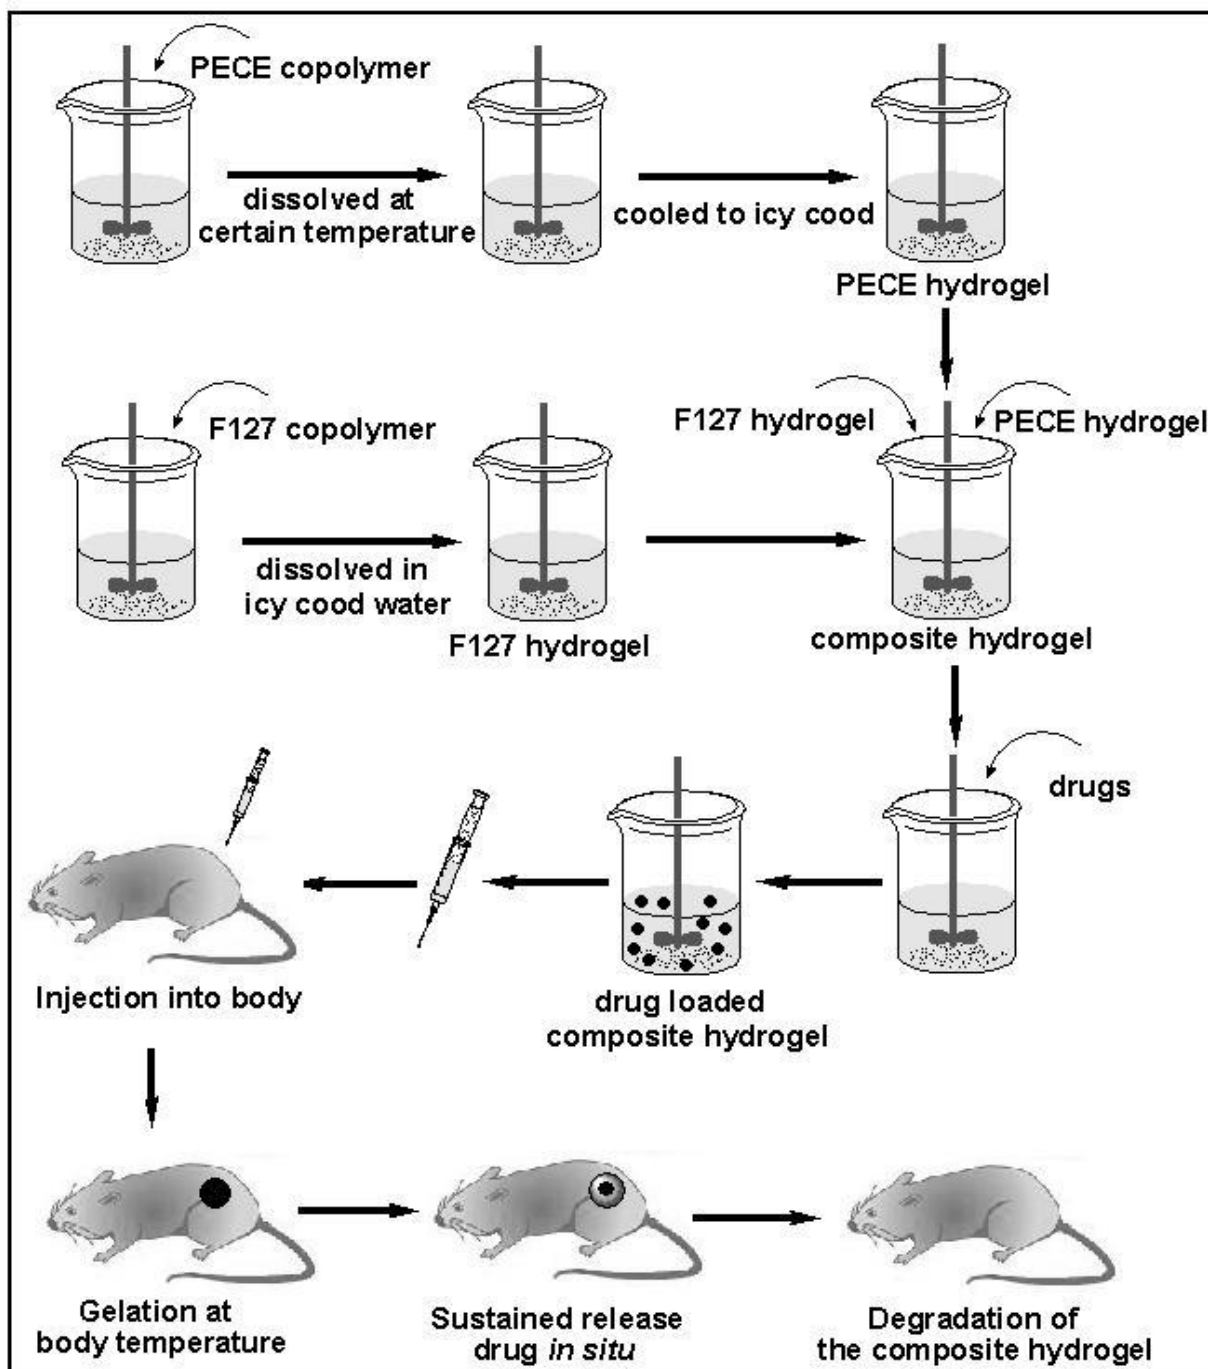 PECE copolymer
dissolved at
certain temperature
cooled to icy cood
PECE hydrogel
F127 copolymer
dissolved in
icy cood water
F127 hydrogel
F127 hydrogel
PECE hydrogel
composite hydrogel
drugs
drug loaded
composite hydrogel
Injection into body
Gelation at
body temperature
Sustained release
drug in situ
Degradation of
the composite hydrogel